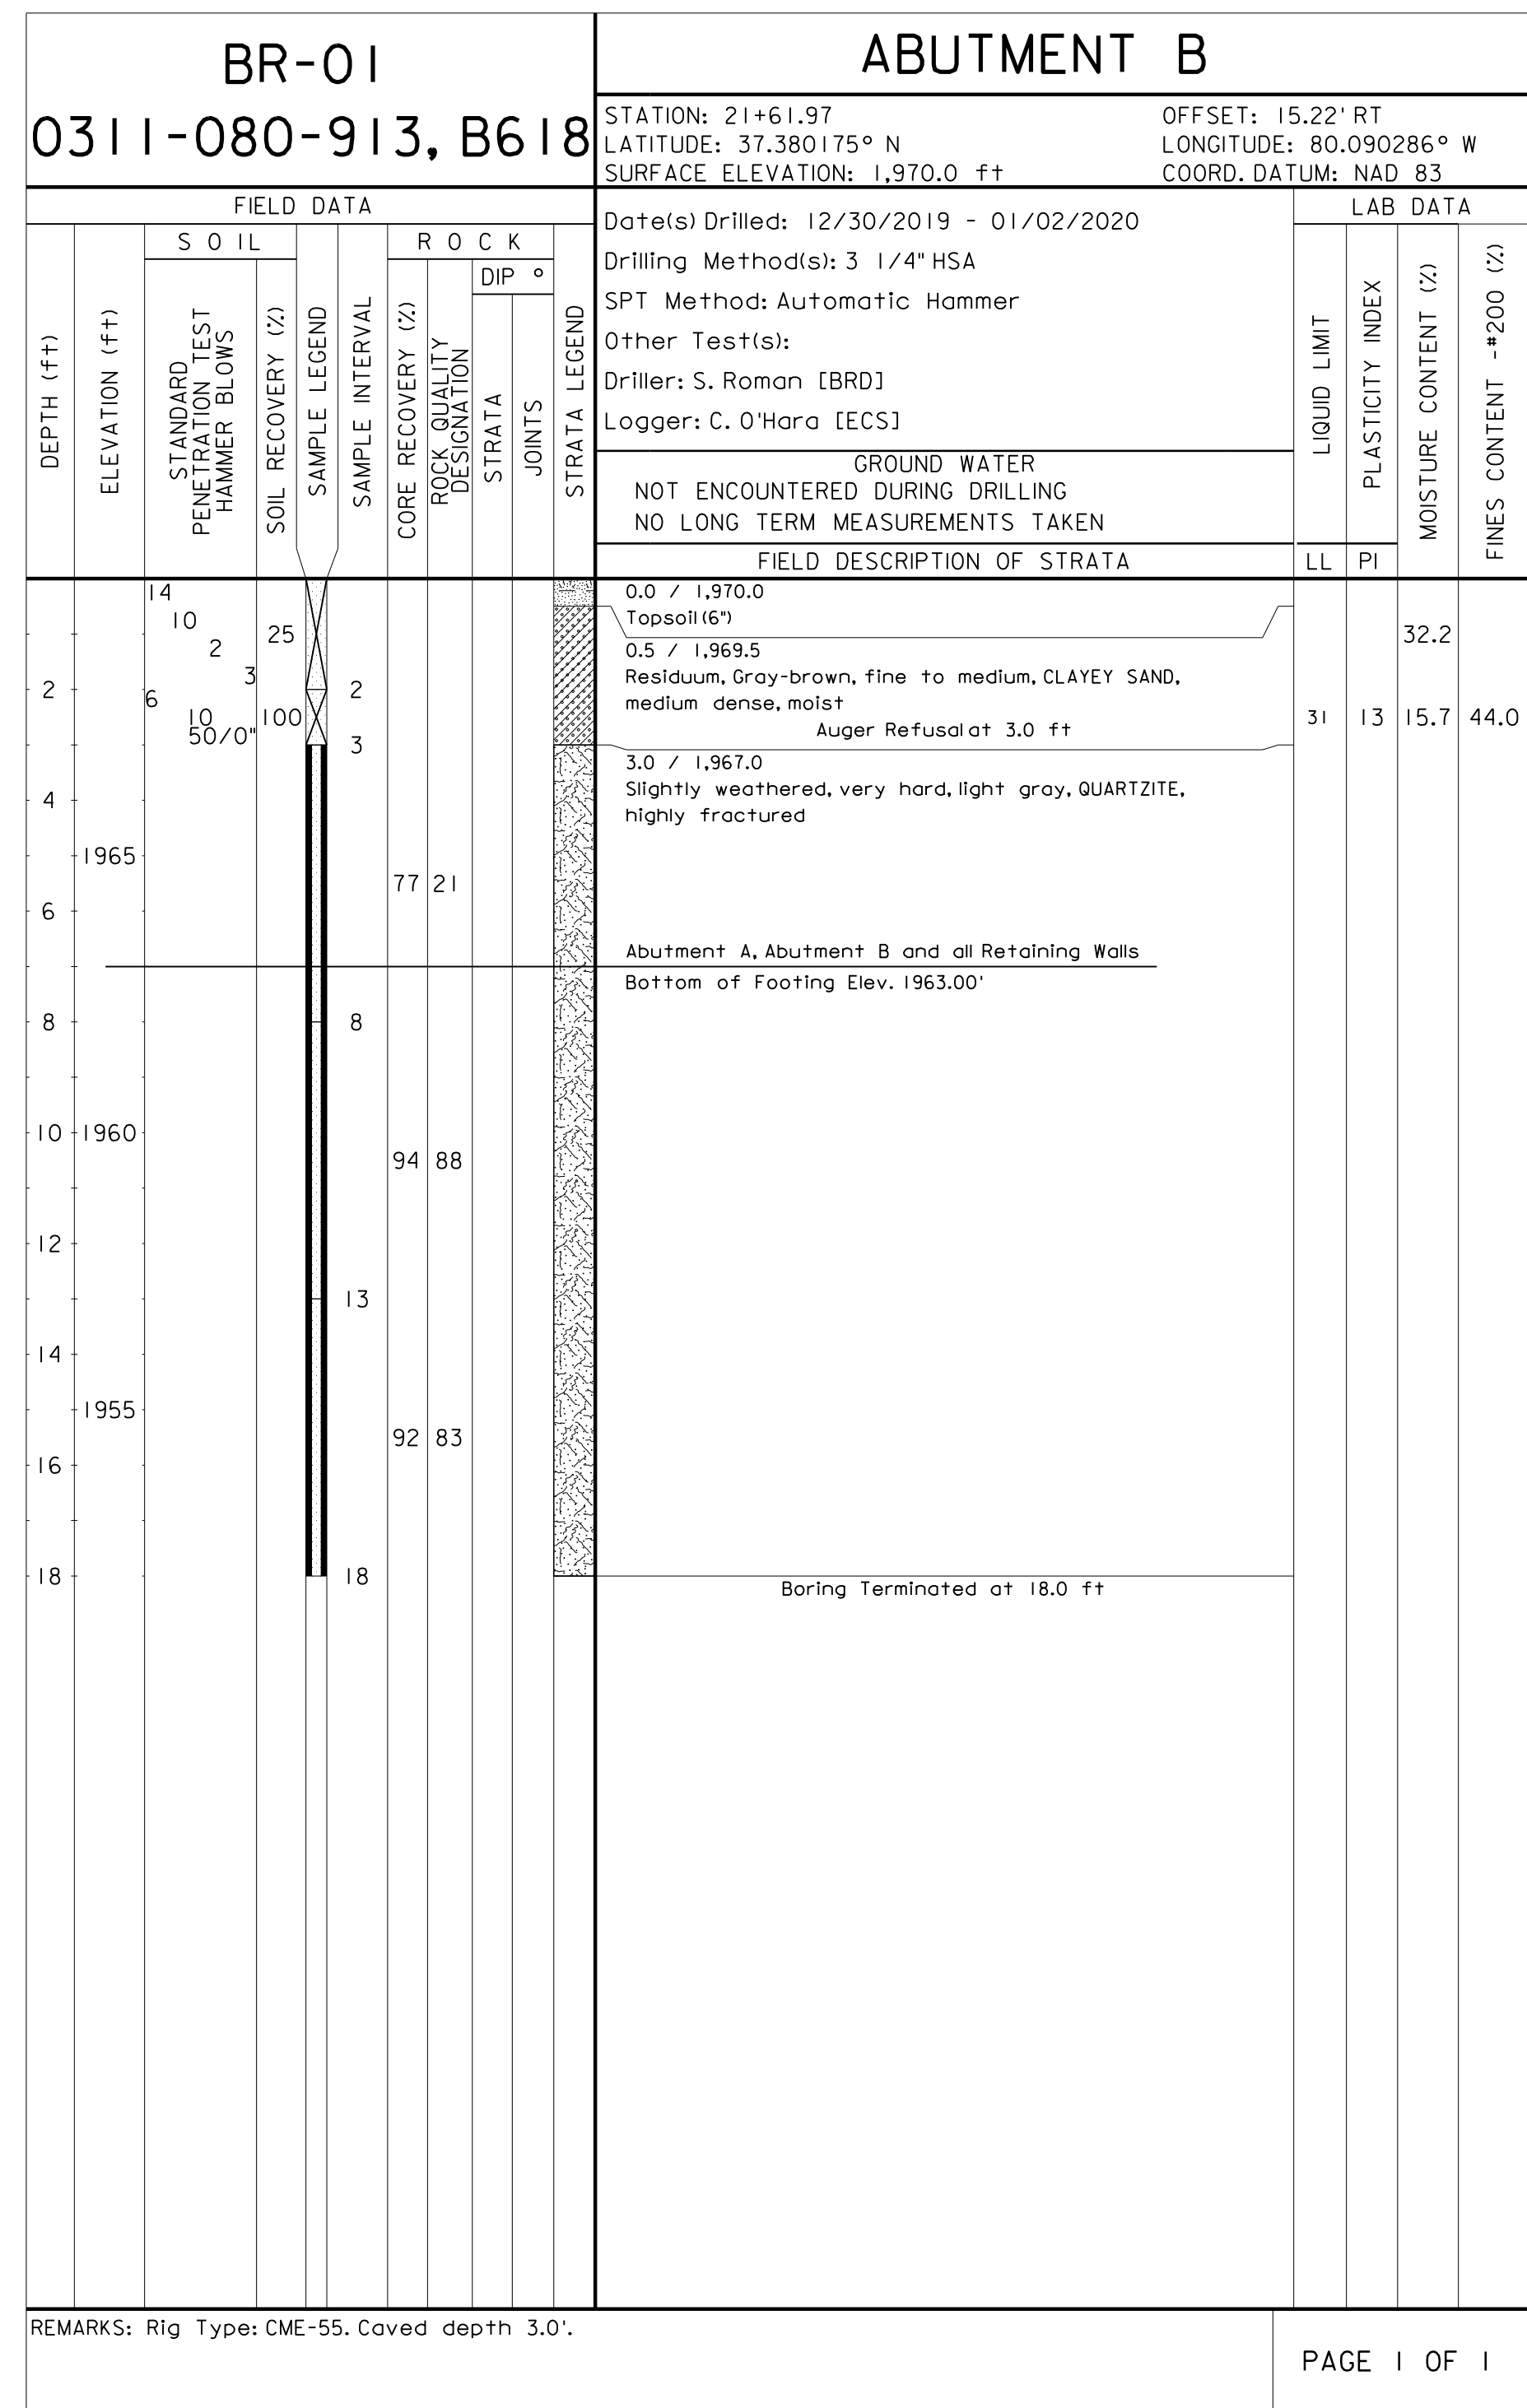 BR-01
0311-080-913, B618
ABUTMENT B
STATION: 21+61.97
OFFSET: 15.22' RT
LATITUDE: 37.380175° N
LONGITUDE: 80.090286° W
SURFACE ELEVATION: 1,970.0 ft
COORD. DATUM: NAD 83
FIELD DATA
SOIL
ROCK
DIP °
DEPTH (ft)
ELEVATION (ft)
STANDARD
PENETRATION TEST
HAMMER BLOWS
SOIL RECOVERY (%)
SAMPLE LEGEND
SAMPLE INTERVAL
CORE RECOVERY (%)
ROCK QUALITY
DESIGNATION
STRATA
JOINTS
STRATA LEGEND
Date(s) Drilled: 12/30/2019 - 01/02/2020
Drilling Method(s): 3 1/4" HSA
SPT Method: Automatic Hammer
Other Test(s):
Driller: S. Roman [BRD]
Logger: C. O'Hara [ECS]
GROUND WATER
NOT ENCOUNTERED DURING DRILLING
NO LONG TERM MEASUREMENTS TAKEN
FIELD DESCRIPTION OF STRATA
LAB DATA
LIQUID LIMIT
PLASTICITY INDEX
MOISTURE CONTENT (%)
FINES CONTENT -#200 (%)
LL
PI
14
0.0 / 1,970.0
10
Topsoil (6")
25
32.2
2
0.5 / 1,969.5
3
Residuum, Gray-brown, fine to medium, CLAYEY SAND,
2
2
6
medium dense, moist
10
100
31
13
15.7
44.0
50/0"
Auger Refusal at 3.0 ft
3
3.0 / 1,967.0
Slightly weathered, very hard, light gray, QUARTZITE,
4
highly fractured
1965
77
21
6
Abutment A, Abutment B and all Retaining Walls
Bottom of Footing Elev. 1963.00'
8
8
10
1960
94
88
12
13
14
1955
92
83
16
18
18
Boring Terminated at 18.0 ft
REMARKS: Rig Type: CME-55. Caved depth 3.0'.
PAGE 1 OF 1